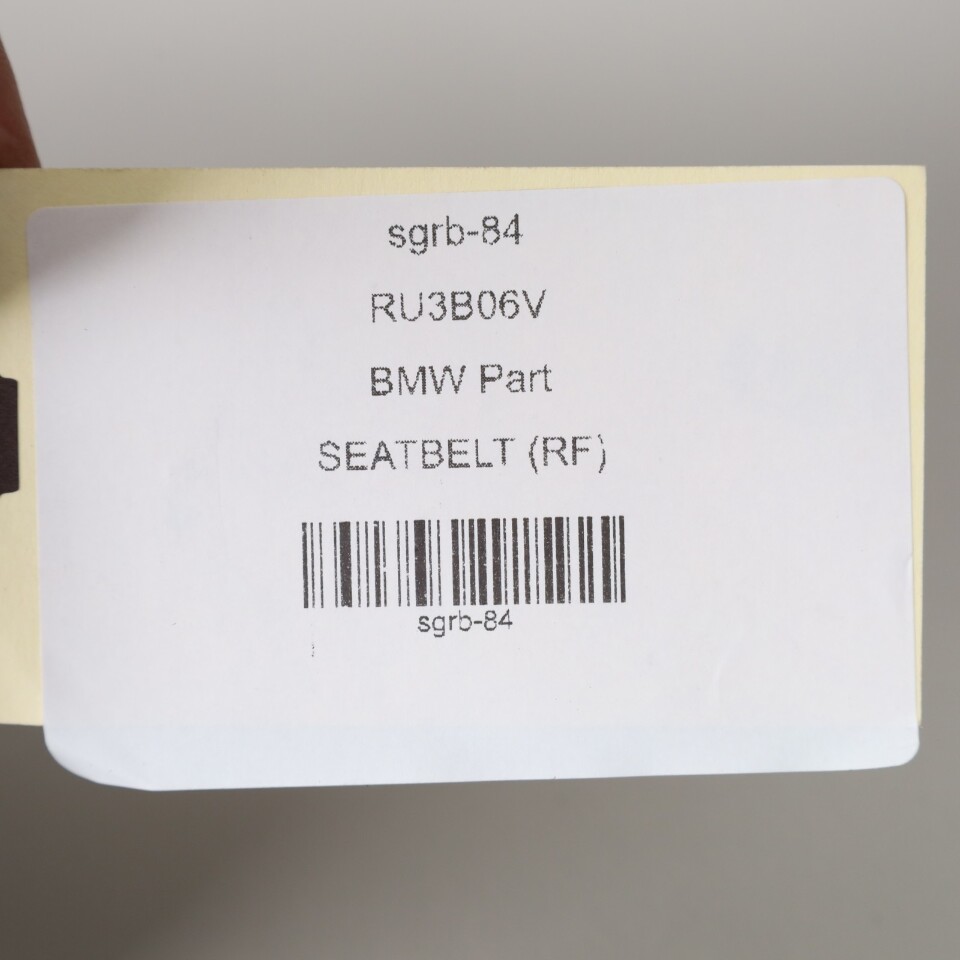 sgrb-84
RU3B06V
BMW Part
SEATBELT (RF)
sgrb-84